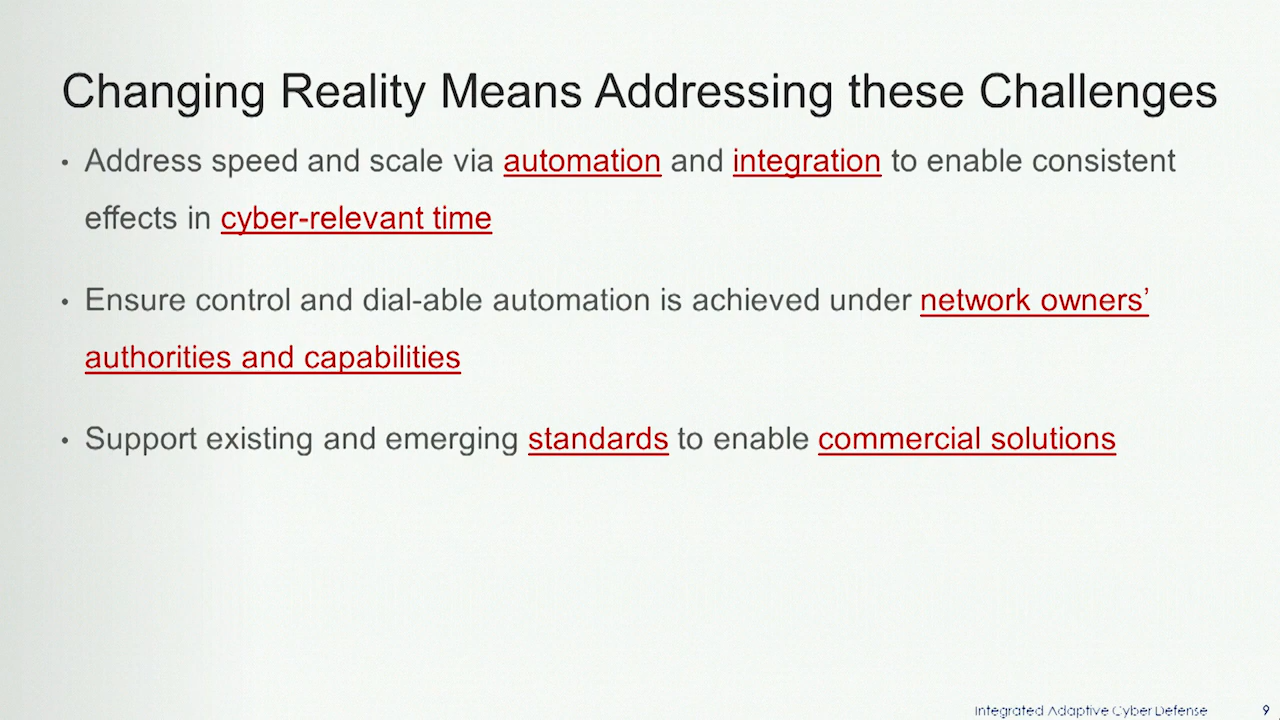 Changing Reality Means Addressing these Challenges
• Address speed and scale via automation and integration to enable consistent
effects in cyber-relevant time
• Ensure control and dial-able automation is achieved under network owners’
authorities and capabilities
• Support existing and emerging standards to enable commercial solutions
Integrated Adaptive Cyber Defense 9